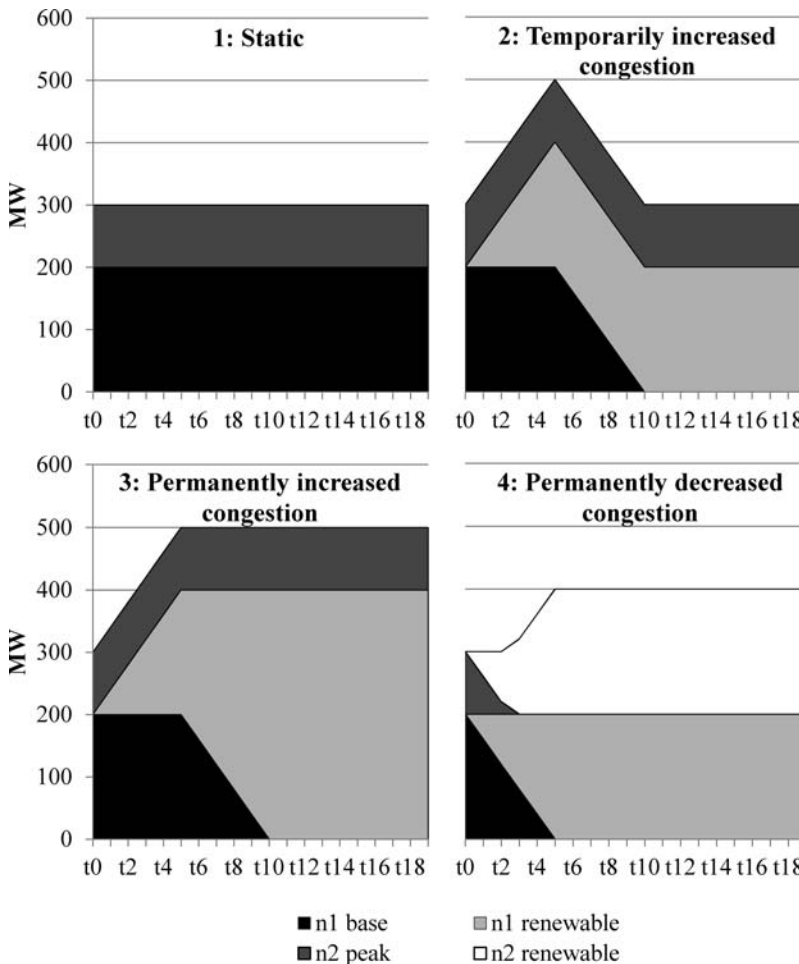 1: Static
2: Temporarily increased
congestion
600
500
400
300
200
100
0
MW
t0 t2 t4 t6 t8 t10 t12 t14 t16 t18
t0 t2 t4 t6 t8 t10 t12 t14 t16 t18
3: Permanently increased
congestion
4: Permanently decreased
congestion
600
500
400
300
200
100
0
MW
t0 t2 t4 t6 t8 t10 t12 t14 t16 t18
t0 t2 t4 t6 t8 t10 t12 t14 t16 t18
n1 base
n1 renewable
n2 peak
n2 renewable